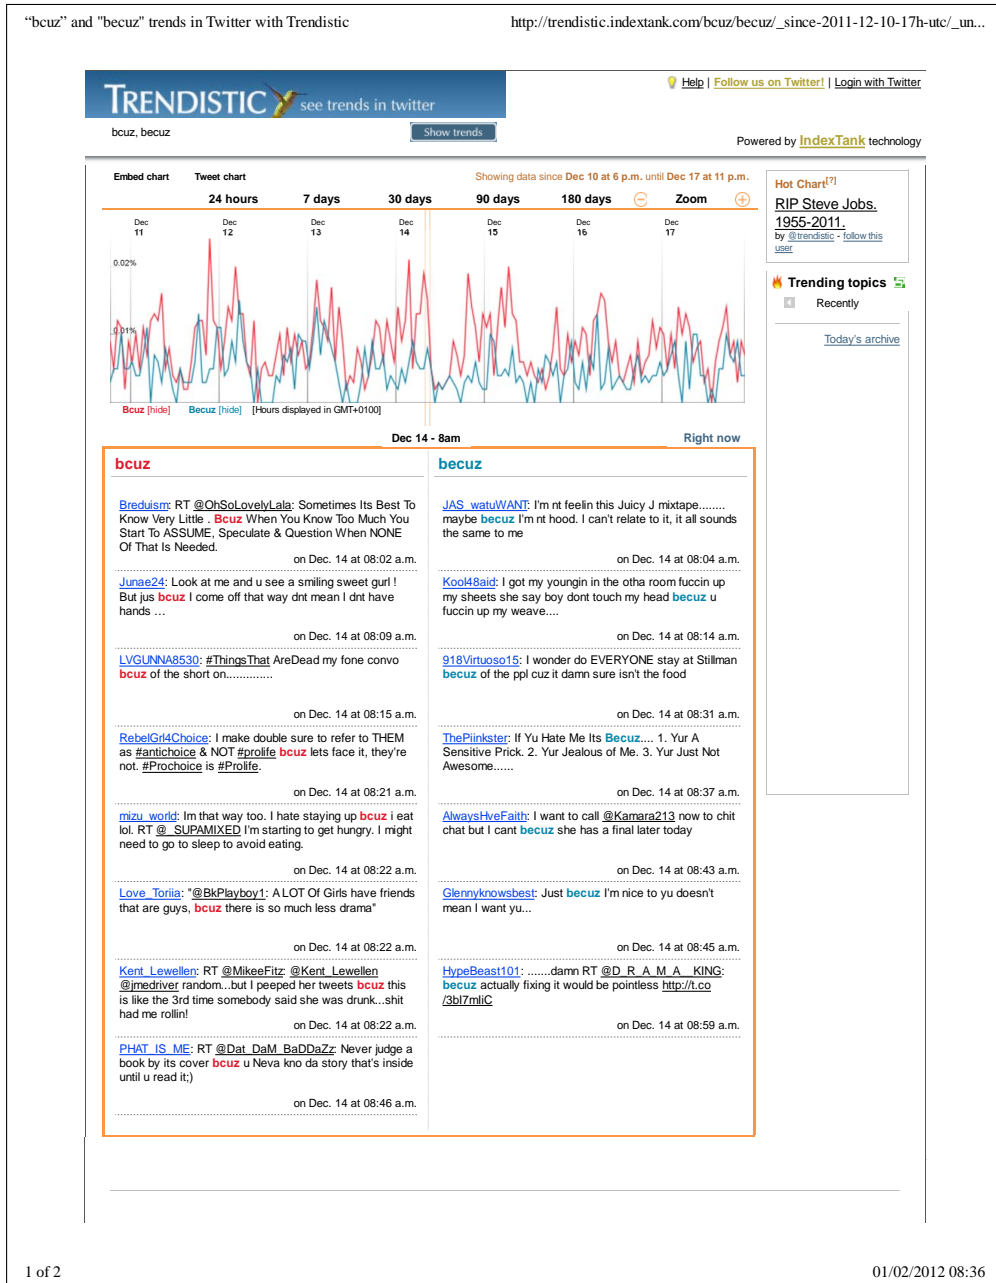 “bcuz” and "becuz" trends in Twitter with Trendistic
http://trendistic.indextank.com/bcuz/becuz/_since-2011-12-10-17h-utc/_un...
TRENDISTIC see trends in twitter
Help | Follow us on Twitter! | Login with Twitter
bcuz, becuz
Show trends
Powered by IndexTank technology
Embed chart Tweet chart
Showing data since Dec 10 at 6 p.m. until Dec 17 at 11 p.m.
24 hours 7 days 30 days 90 days 180 days Zoom
Dec 11
Dec 12
Dec 13
Dec 14
Dec 15
Dec 16
Dec 17
0.02%
0.01%
Bcuz [hide] Becuz [hide] [Hours displayed in GMT+0100]
Hot Chart[?]
RIP Steve Jobs.
1955-2011.
by @trendistic - follow this
user
Trending topics
Recently
Today's archive
Dec 14 - 8am
Right now
bcuz
Breduism: RT @OhSoLovelyLala: Sometimes Its Best To
Know Very Little . Bcuz When You Know Too Much You
Start To ASSUME, Speculate & Question When NONE
Of That Is Needed.
on Dec. 14 at 08:02 a.m.
Junae24: Look at me and u see a smiling sweet gurl !
But jus bcuz I come off that way dnt mean I dnt have
hands …
on Dec. 14 at 08:09 a.m.
LVGUNNA8530: #ThingsThat AreDead my fone convo
bcuz of the short on..............
on Dec. 14 at 08:15 a.m.
RebelGrl4Choice: I make double sure to refer to THEM
as #antichoice & NOT #prolife bcuz lets face it, they're
not. #Prochoice is #Prolife.
on Dec. 14 at 08:21 a.m.
mizu_world: Im that way too. I hate staying up bcuz i eat
lol. RT @_SUPAMIXED I'm starting to get hungry. I might
need to go to sleep to avoid eating.
on Dec. 14 at 08:22 a.m.
Love_Toriia: "@BkPlayboy1: A LOT Of Girls have friends
that are guys, bcuz there is so much less drama"
on Dec. 14 at 08:22 a.m.
Kent_Lewellen: RT @MikeeFitz: @Kent_Lewellen
@jmedriver random...but I peeped her tweets bcuz this
is like the 3rd time somebody said she was drunk...shit
had me rollin!
on Dec. 14 at 08:22 a.m.
PHAT_IS_ME: RT @Dat_DaM_BaDDaZz: Never judge a
book by its cover bcuz u Neva kno da story that's inside
until u read it;)
on Dec. 14 at 08:46 a.m.
becuz
JAS_watuWANT: I'm nt feelin this Juicy J mixtape........
maybe becuz I'm nt hood. I can't relate to it, it all sounds
the same to me
on Dec. 14 at 08:04 a.m.
Kool48aid: I got my youngin in the otha room fuccin up
my sheets she say boy dont touch my head becuz u
fuccin up my weave....
on Dec. 14 at 08:14 a.m.
918Virtuoso15: I wonder do EVERYONE stay at Stillman
becuz of the ppl cuz it damn sure isn't the food
on Dec. 14 at 08:31 a.m.
ThePiinkster: If Yu Hate Me Its Becuz.... 1. Yur A
Sensitive Prick. 2. Yur Jealous of Me. 3. Yur Just Not
Awesome......
on Dec. 14 at 08:37 a.m.
AlwaysHveFaith: I want to call @Kamara213 now to chit
chat but I cant becuz she has a final later today
on Dec. 14 at 08:43 a.m.
Glennyknowsbest: Just becuz I'm nice to yu doesn't
mean I want yu...
on Dec. 14 at 08:45 a.m.
HypeBeast101: .......damn RT @D_R_A_M_A__KING:
becuz actually fixing it would be pointless http://t.co
/3bI7mIiC
on Dec. 14 at 08:59 a.m.
1 of 2
01/02/2012 08:36